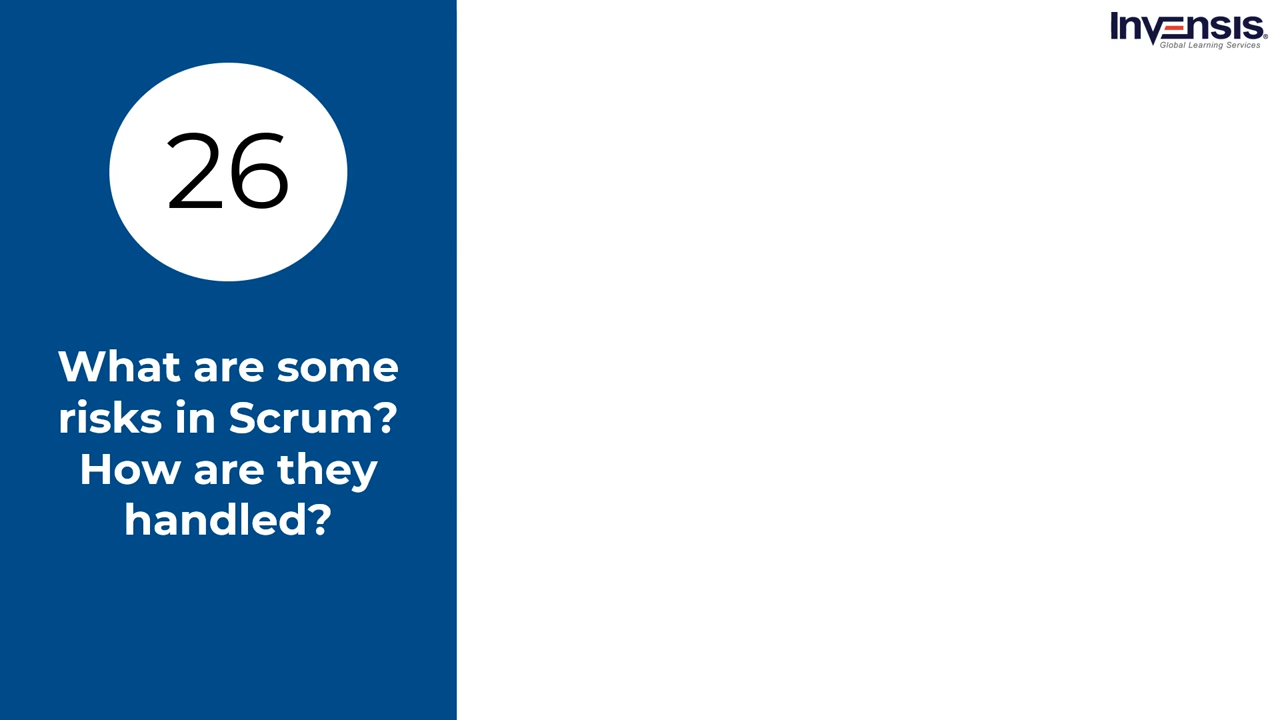 Invensis®
Global Learning Services
26
What are some
risks in Scrum?
How are they
handled?